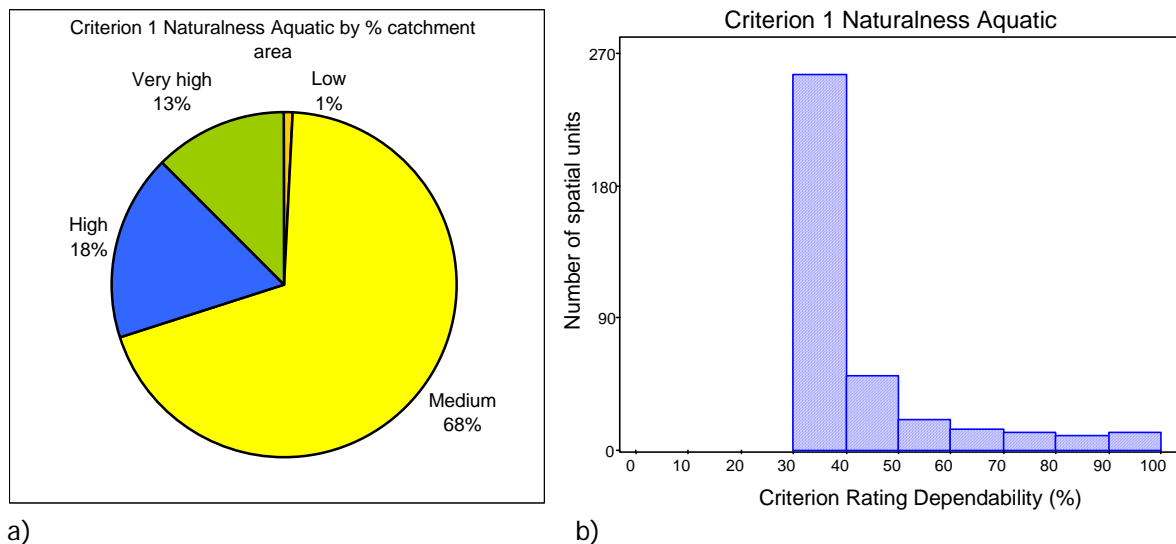 Criterion 1 Naturalness Aquatic by % catchment
area
Very high
13%
Low
1%
High
18%
Medium
68%
a)
Criterion 1 Naturalness Aquatic
Number of spatial units
270
180
90
0
0 10 20 30 40 50 60 70 80 90 100
Criterion Rating Dependability (%)
b)